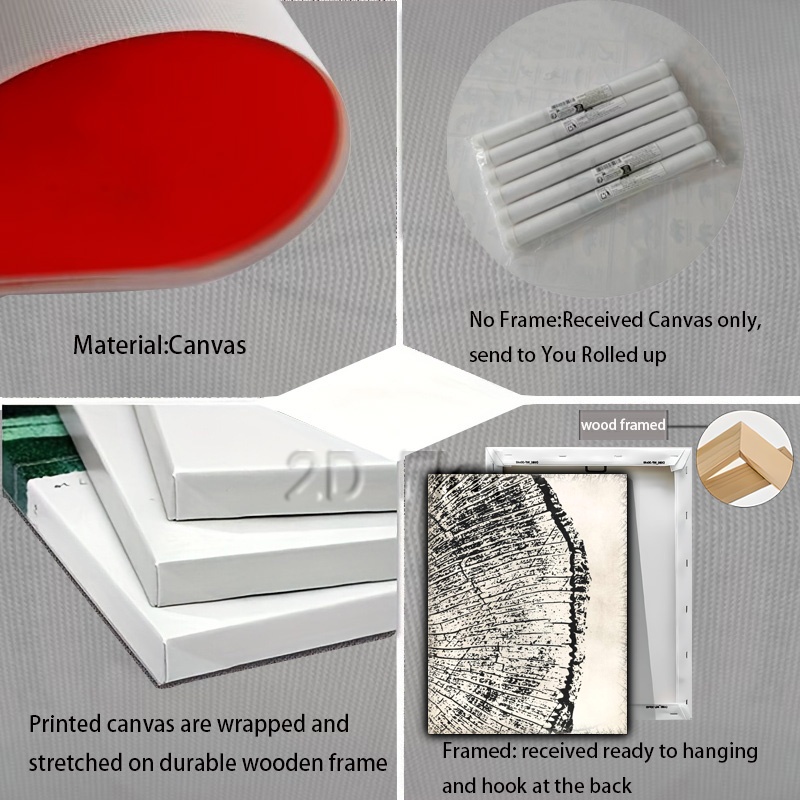 Material:Canvas
No Frame:Received Canvas only,
send to You Rolled up
2D
wood framed
Printed canvas are wrapped and
stretched on durable wooden frame
Framed: received ready to hanging
and hook at the back